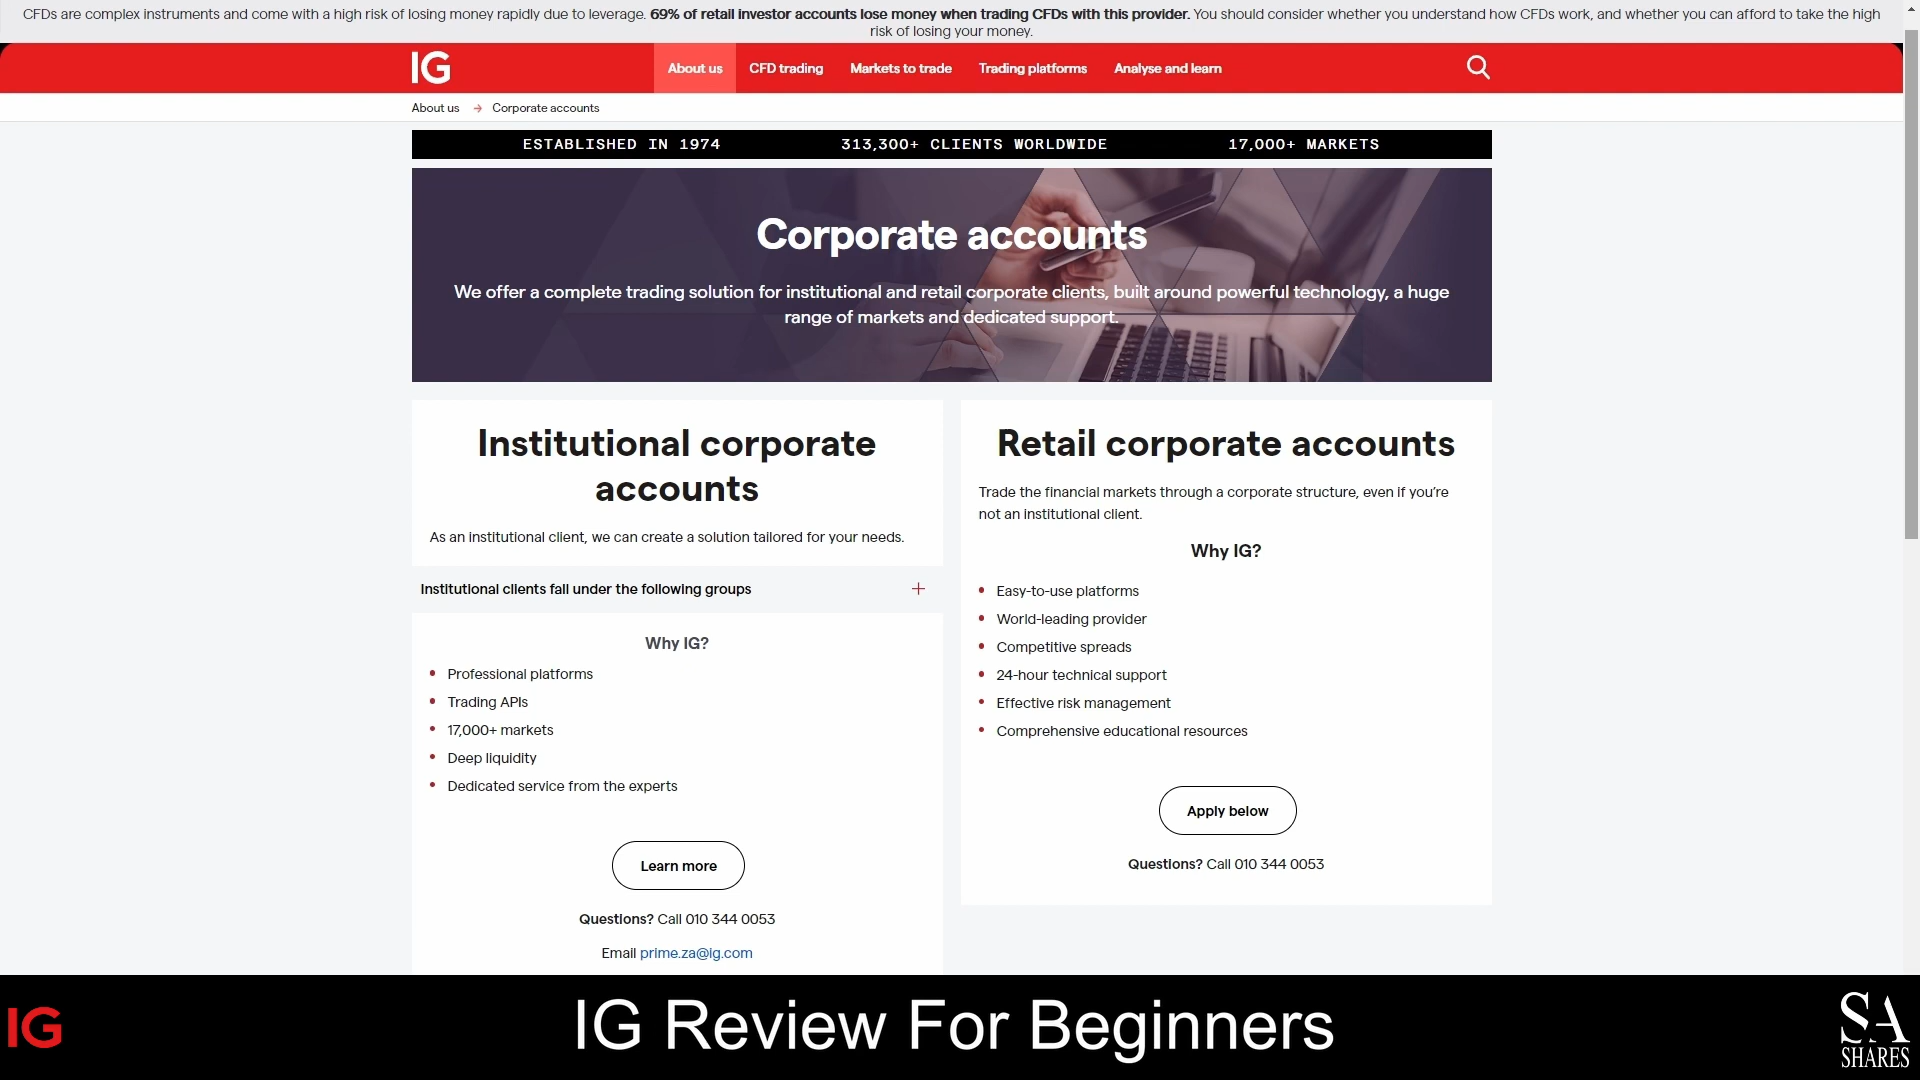 CFDs are complex instruments and come with a high risk of losing money rapidly due to leverage. 69% of retail investor accounts lose money when trading CFDs with this provider. You should consider whether you understand how CFDs work, and whether you can afford to take the high
risk of losing your money.
IG About us CFD trading Markets to trade Trading platforms Analyse and learn
About us → Corporate accounts
ESTABLISHED IN 1974 313,300+ CLIENTS WORLDWIDE 17,000+ MARKETS
Corporate accounts
We offer a complete trading solution for institutional and retail corporate clients, built around powerful technology, a huge
range of markets and dedicated support.
Institutional corporate
accounts
As an institutional client, we can create a solution tailored for your needs.
Institutional clients fall under the following groups +
Why IG?
• Professional platforms
• Trading APIs
• 17,000+ markets
• Deep liquidity
• Dedicated service from the experts
Learn more
Questions? Call 010 344 0053
Email prime.za@ig.com
Retail corporate accounts
Trade the financial markets through a corporate structure, even if you're
not an institutional client.
Why IG?
• Easy-to-use platforms
• World-leading provider
• Competitive spreads
• 24-hour technical support
• Effective risk management
• Comprehensive educational resources
Apply below
Questions? Call 010 344 0053
IG
IG Review For Beginners
SA
SHARES